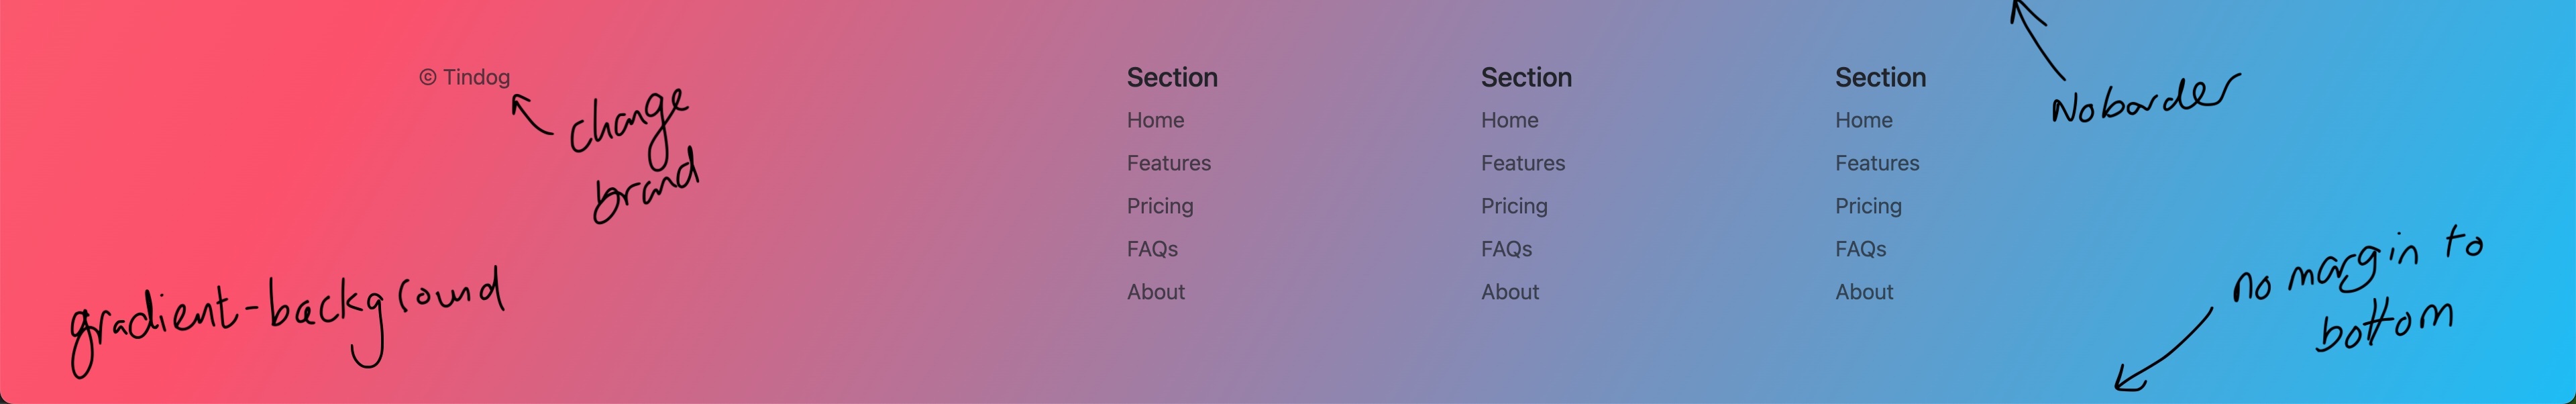 © Tindog
change
brand
gradient-background
Section
Home
Features
Pricing
FAQs
About
Section
Home
Features
Pricing
FAQs
About
Section
Home
Features
Pricing
FAQs
About
No border
no margin to
bottom